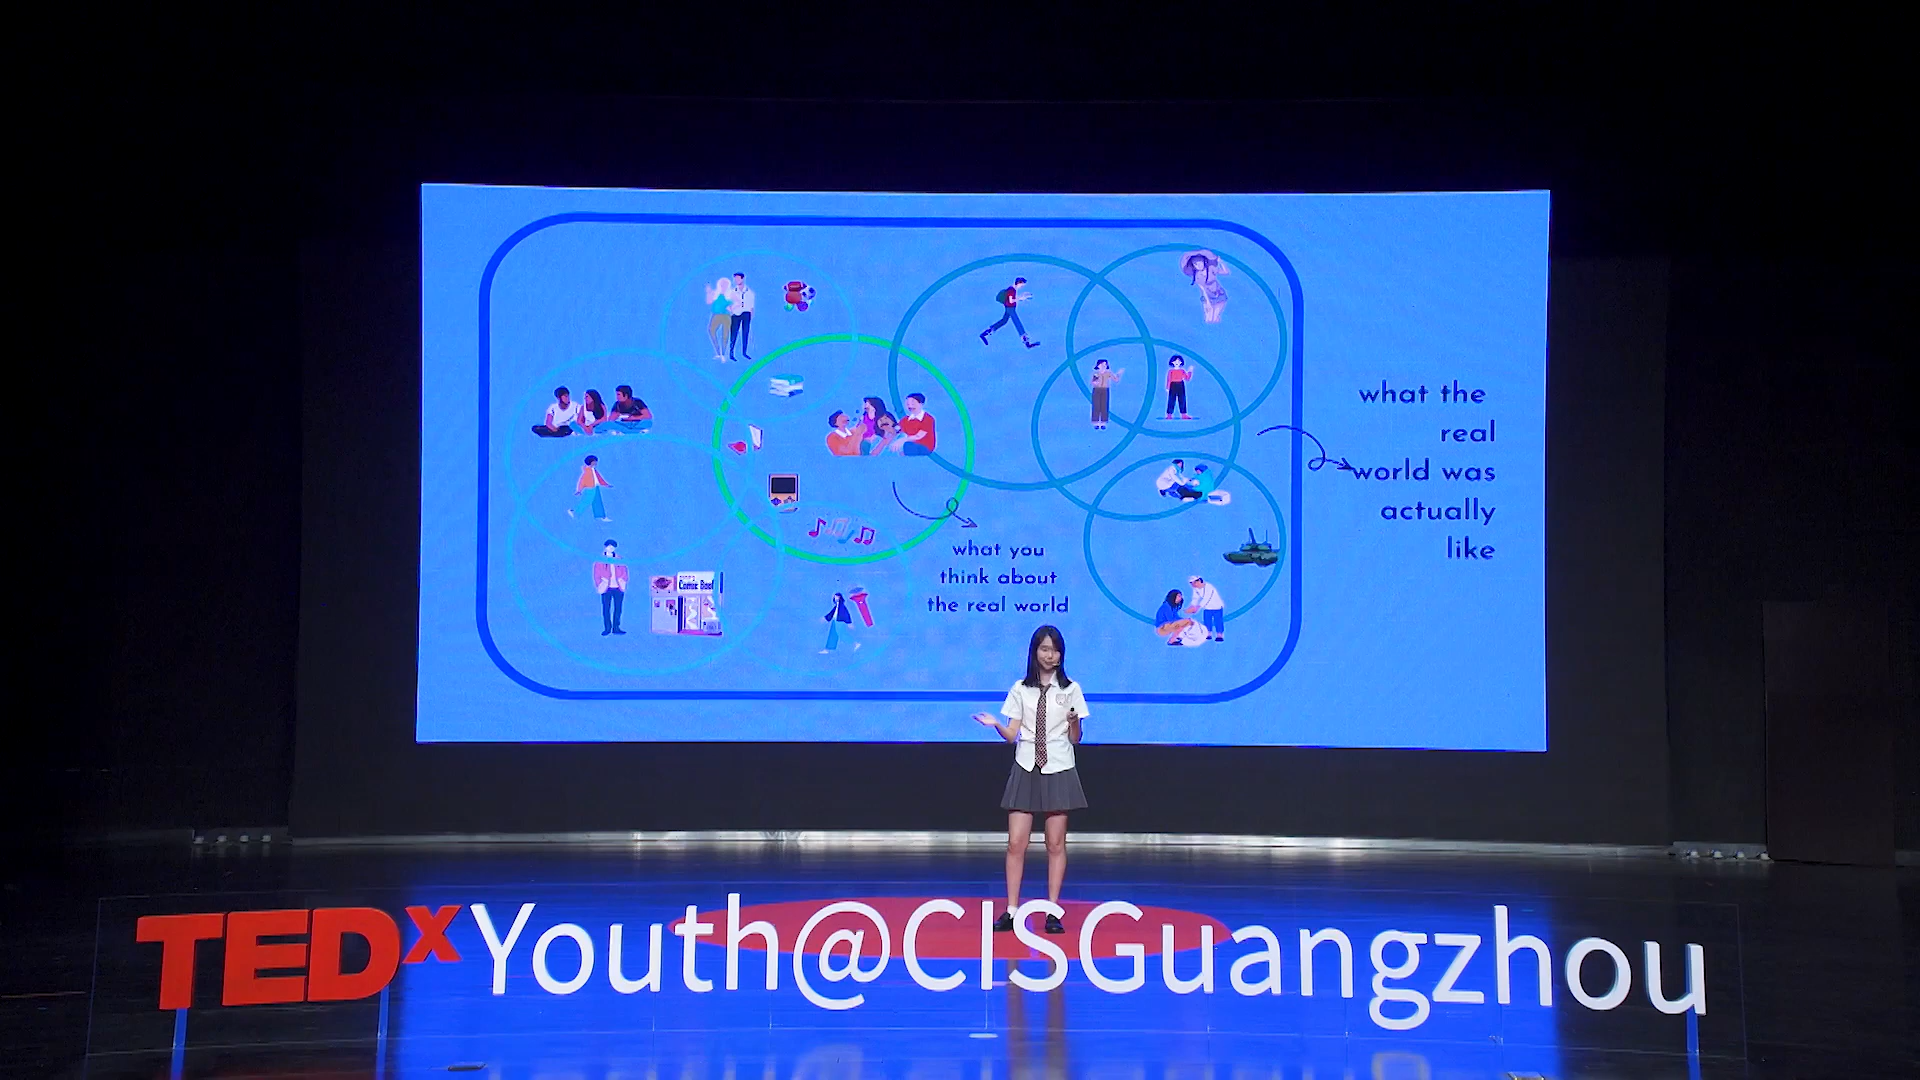 what the
real
world was
actually
like
what you
think about
the real world
Comic Book
TEDxYouth@CISGuangzhou